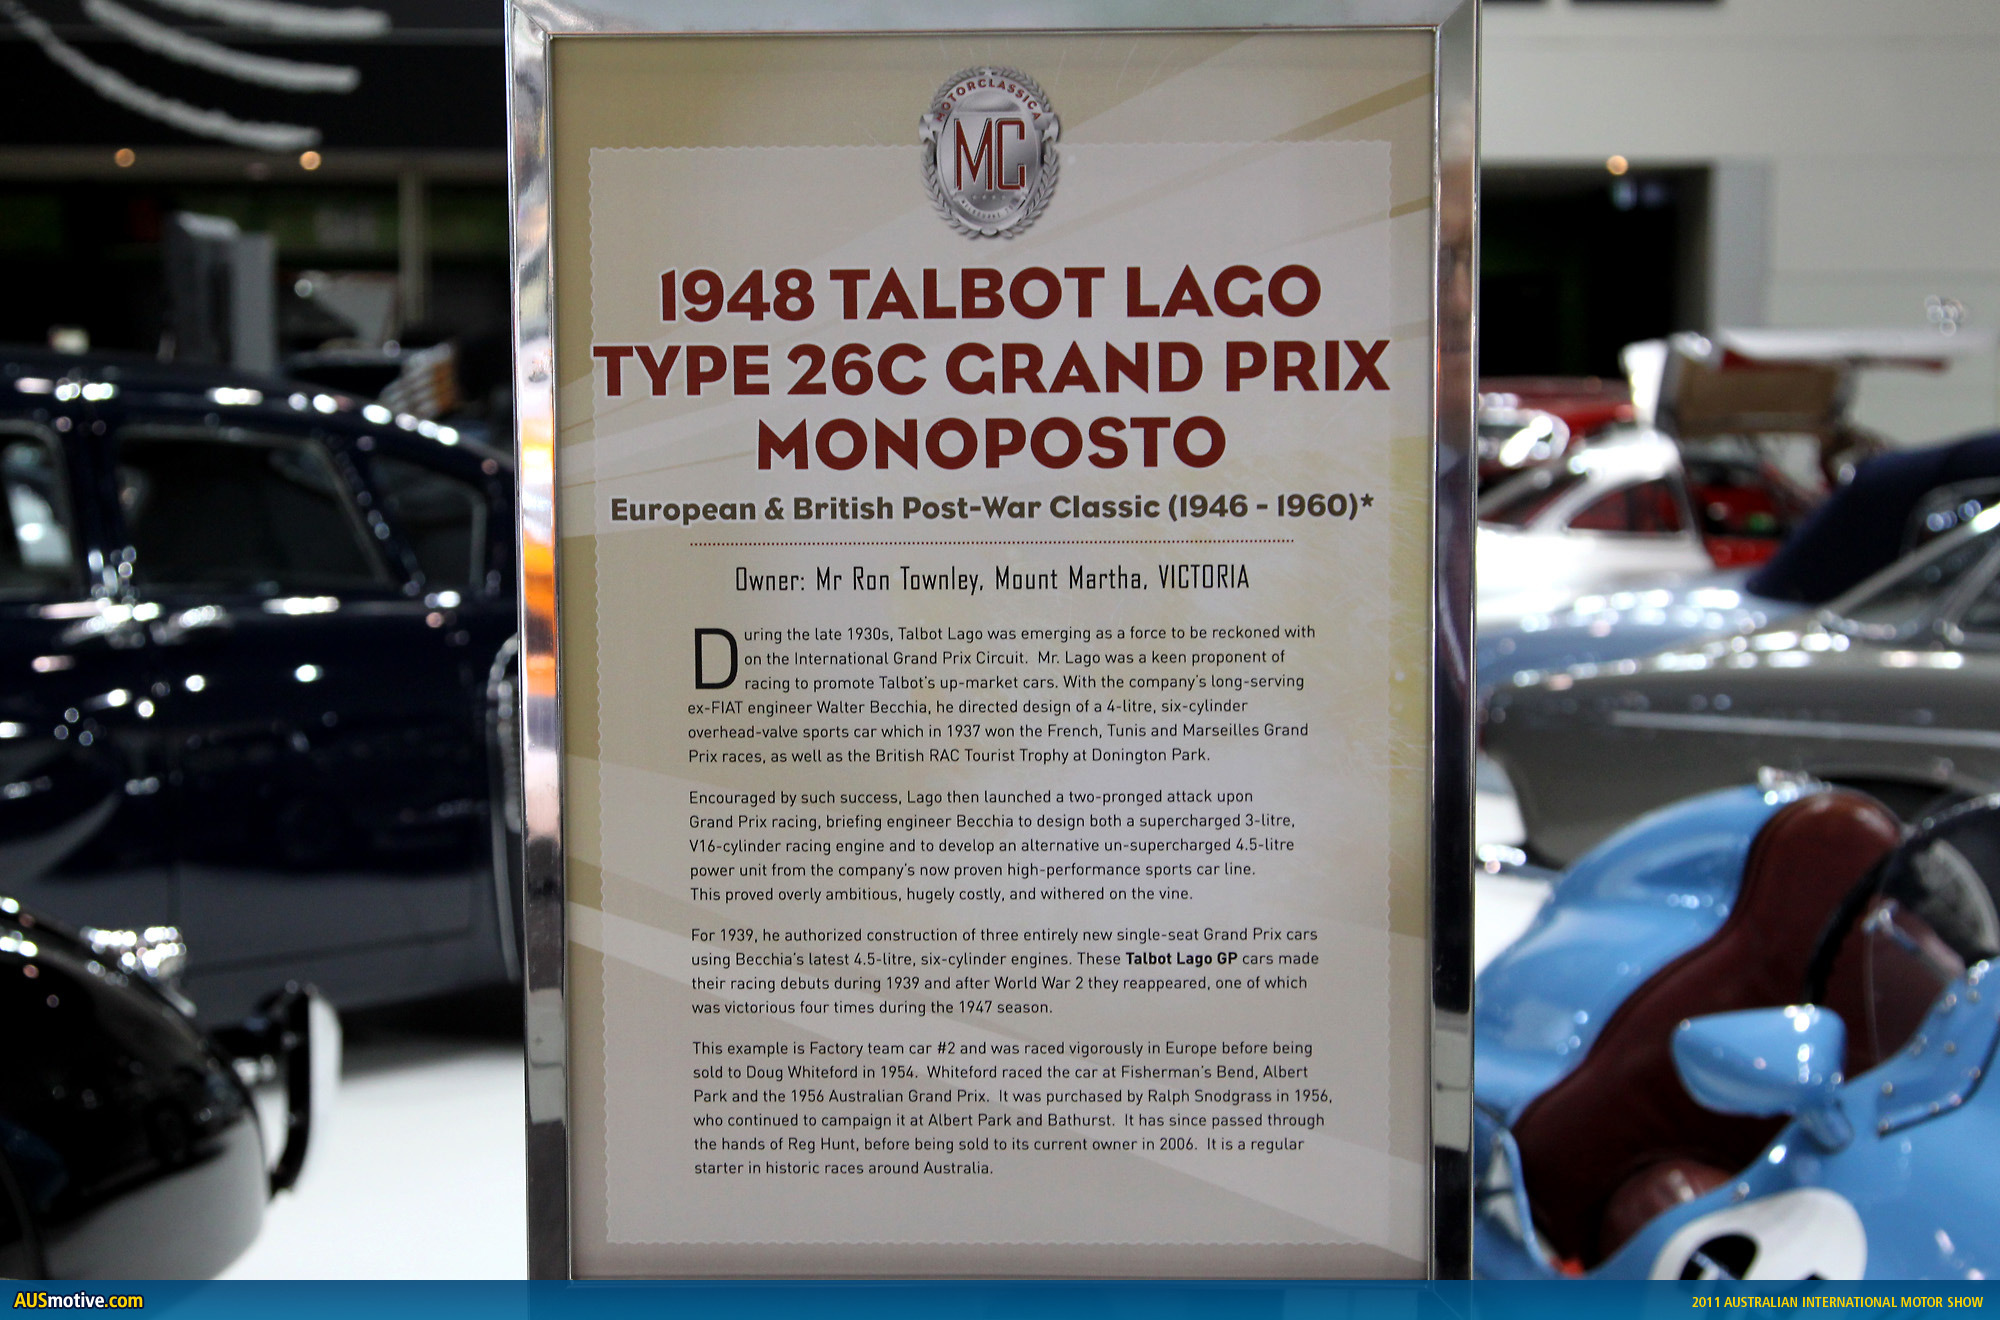 MOTORCLASSICA
MC
1948 TALBOT LAGO
TYPE 26C GRAND PRIX
MONOPOSTO
European & British Post-War Classic (1946 - 1960)*
Owner: Mr Ron Townley, Mount Martha, VICTORIA
During the late 1930s, Talbot Lago was emerging as a force to be reckoned with
on the International Grand Prix Circuit. Mr. Lago was a keen proponent of
racing to promote Talbot's up-market cars. With the company's long-serving
ex-FIAT engineer Walter Becchia, he directed design of a 4-litre, six-cylinder
overhead-valve sports car which in 1937 won the French, Tunis and Marseilles Grand
Prix races, as well as the British RAC Tourist Trophy at Donington Park.
Encouraged by such success, Lago then launched a two-pronged attack upon
Grand Prix racing, briefing engineer Becchia to design both a supercharged 3-litre,
V16-cylinder racing engine and to develop an alternative un-supercharged 4.5-litre
power unit from the company's now proven high-performance sports car line.
This proved overly ambitious, hugely costly, and withered on the vine.
For 1939, he authorized construction of three entirely new single-seat Grand Prix cars
using Becchia's latest 4.5-litre, six-cylinder engines. These Talbot Lago GP cars made
their racing debuts during 1939 and after World War 2 they reappeared, one of which
was victorious four times during the 1947 season.
This example is Factory team car #2 and was raced vigorously in Europe before being
sold to Doug Whiteford in 1954. Whiteford raced the car at Fisherman's Bend, Albert
Park and the 1956 Australian Grand Prix. It was purchased by Ralph Snodgrass in 1956,
who continued to campaign it at Albert Park and Bathurst. It has since passed through
the hands of Reg Hunt, before being sold to its current owner in 2006. It is a regular
starter in historic races around Australia.
AUSmotive.com
2011 AUSTRALIAN INTERNATIONAL MOTOR SHOW